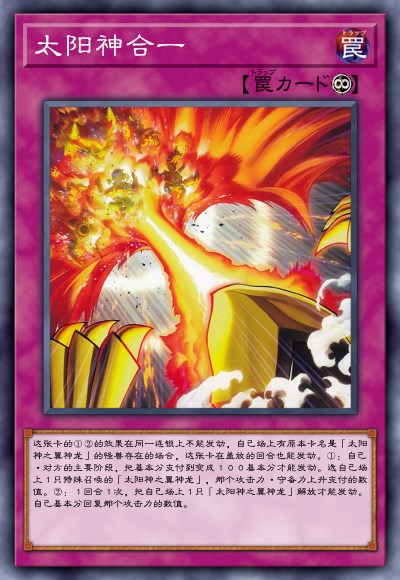 太阳神合一
トラップ
罠
トラップ
【罠カード】
这张卡的①②的效果在同一连锁上不能发动。自己场上有原本卡名是「太阳
神之翼神龙」的怪兽存在的场合，这张卡在盖放的回合也能发动。①：自己
·对方的主要阶段，把基本分支付到变成１００基本分才能发动。选自己场
上１只特殊召唤的「太阳神之翼神龙」，那个攻击力·守备力上升支付的数
值。②：１回合１次，把自己场上１只「太阳神之翼神龙」解放才能发动。
自己基本分回复那个攻击力的数值。